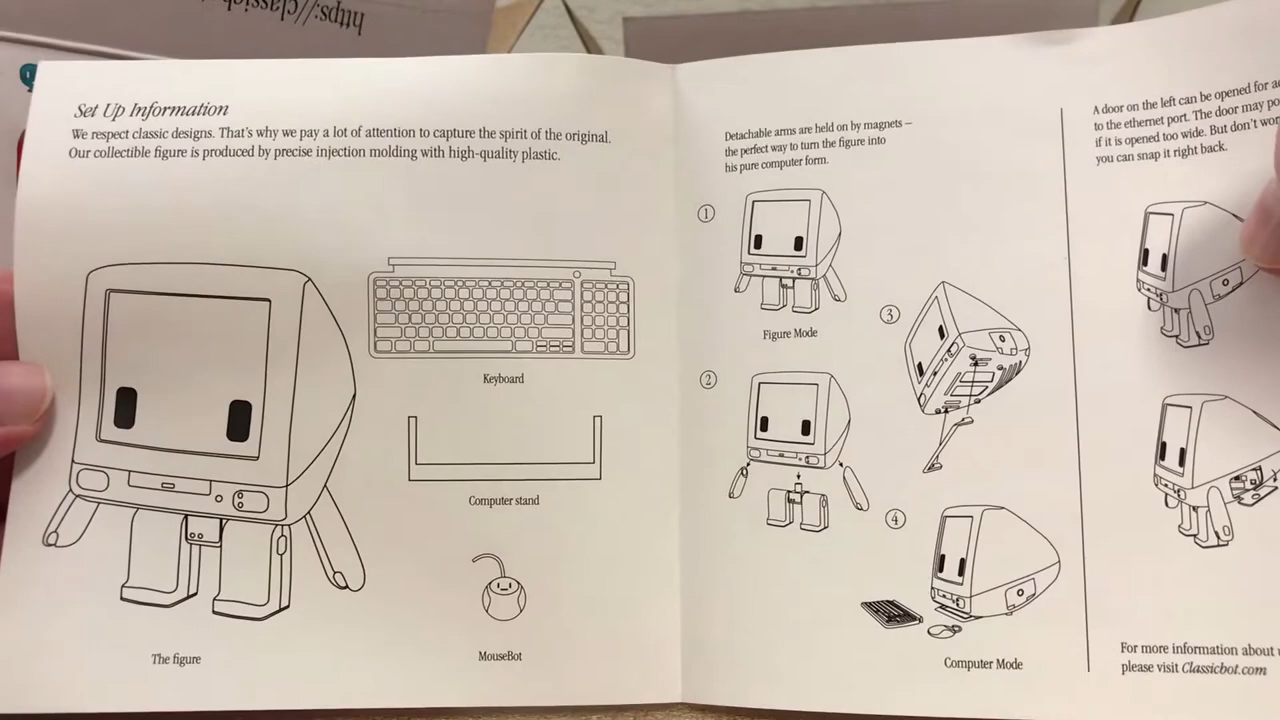 https://classicb
Set Up Information
We respect classic designs. That's why we pay a lot of attention to capture the spirit of the original.
Our collectible figure is produced by precise injection molding with high-quality plastic.
Keyboard
Computer stand
The figure
MouseBot
Detachable arms are held on by magnets –
the perfect way to turn the figure into
his pure computer form.
1
Figure Mode
2
3
4
Computer Mode
A door on the left can be opened for
to the ethernet port. The door may
if it is opened too wide. But don't
you can snap it right back.
For more information about
please visit Classicbot.com